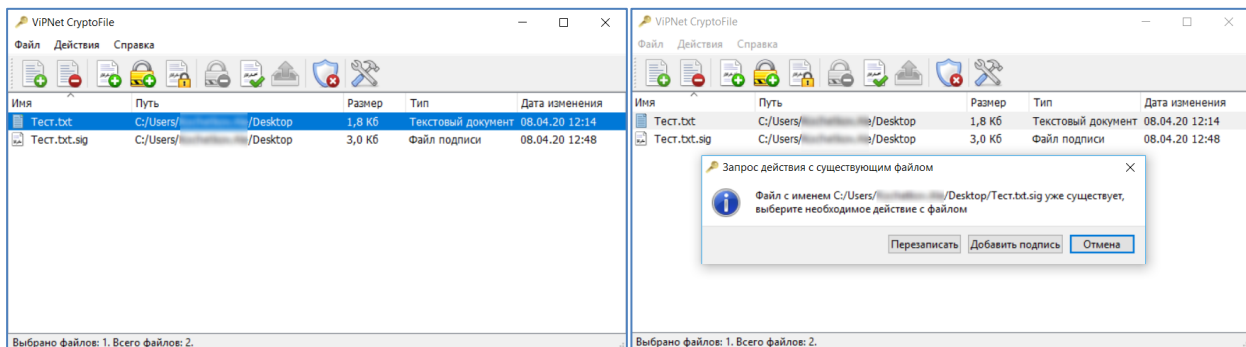 ViPNet CryptoFile
Файл Действия Справка
Имя Путь Размер Тип Дата изменения
Тест.txt C:/Users/ /Desktop 1,8 Кб Текстовый документ 08.04.20 12:14
Тест.txt.sig C:/Users/ /Desktop 3,0 Кб Файл подписи 08.04.20 12:48
Выбрано файлов: 1. Всего файлов: 2.
ViPNet CryptoFile
Файл Действия Справка
Имя Путь Размер Тип Дата изменения
Тест.txt C:/Users/ /Desktop 1,8 Кб Текстовый документ 08.04.20 12:14
Тест.txt.sig C:/Users/ /Desktop 3,0 Кб Файл подписи 08.04.20 12:48
Запрос действия с существующим файлом
Файл с именем C:/Users/ /Desktop/Тест.txt.sig уже существует,
выберите необходимое действие с файлом
Перезаписать Добавить подпись Отмена
Выбрано файлов: 1. Всего файлов: 2.